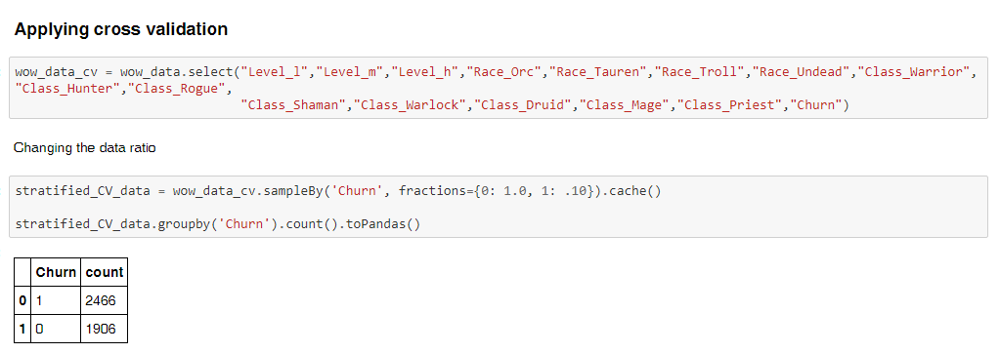 Applying cross validation
wow_data_cv = wow_data.select("Level_l","Level_m","Level_h","Race_Orc","Race_Tauren","Race_Troll","Race_Undead","Class_Warrior",
"Class_Hunter","Class_Rogue",
"Class_Shaman","Class_Warlock","Class_Druid","Class_Mage","Class_Priest","Churn")
Changing the data ratio
stratified_CV_data = wow_data_cv.sampleBy('Churn', fractions={0: 1.0, 1: .10}).cache()
stratified_CV_data.groupby('Churn').count().toPandas()
Churn count
0 1 2466
1 0 1906